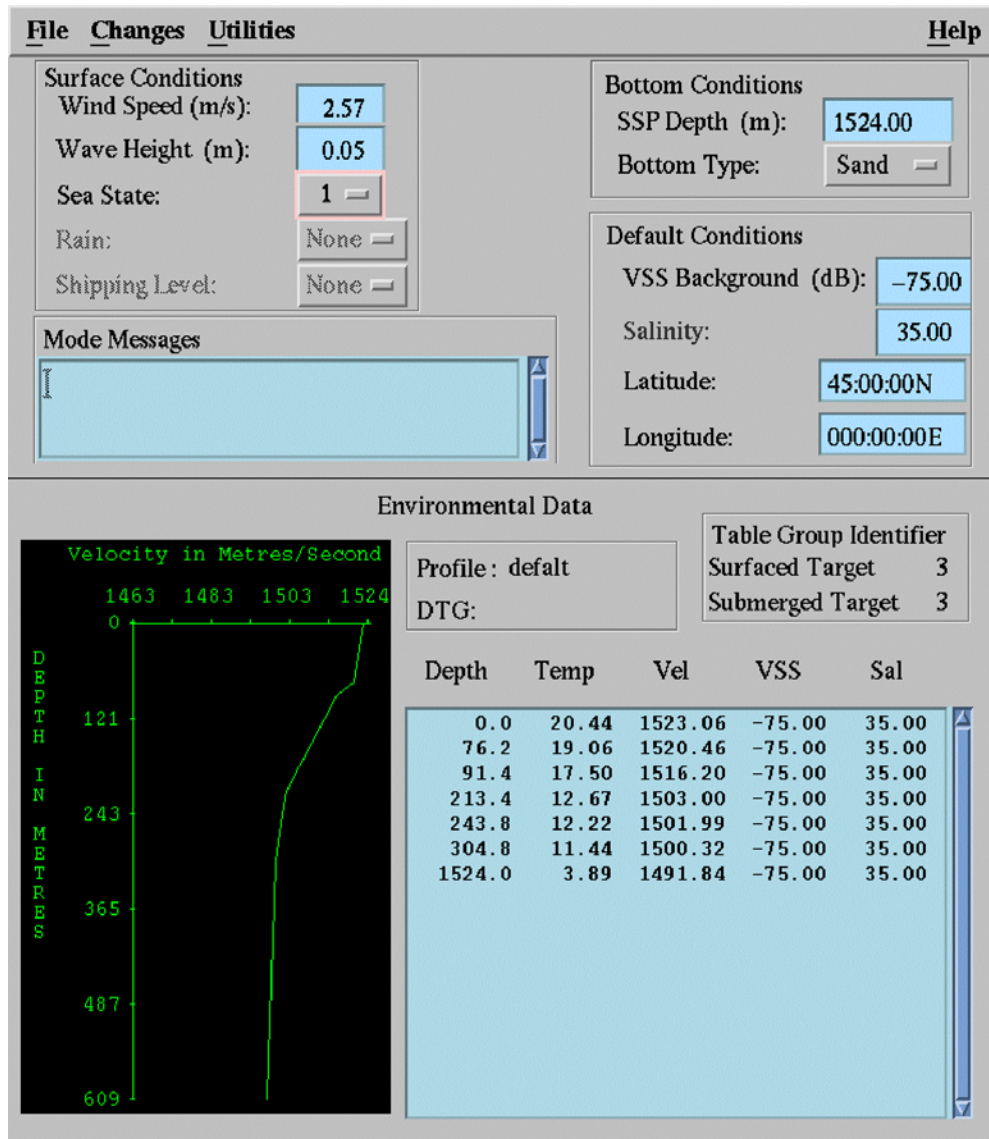 File Changes Utilities Help
Surface Conditions
Wind Speed (m/s): 2.57
Wave Height (m): 0.05
Sea State: 1
Rain: None
Shipping Level: None
Bottom Conditions
SSP Depth (m): 1524.00
Bottom Type: Sand
Default Conditions
VSS Background (dB): −75.00
Salinity: 35.00
Latitude: 45:00:00N
Longitude: 000:00:00E
Mode Messages
Environmental Data
Velocity in Metres/Second
1463 1483 1503 1524
DEPTH IN METRES
0
121
243
365
487
609
Profile: defalt
DTG:
Table Group Identifier
Surfaced Target 3
Submerged Target 3
Depth Temp Vel VSS Sal
0.0 20.44 1523.06 −75.00 35.00
76.2 19.06 1520.46 −75.00 35.00
91.4 17.50 1516.20 −75.00 35.00
213.4 12.67 1503.00 −75.00 35.00
243.8 12.22 1501.99 −75.00 35.00
304.8 11.44 1500.32 −75.00 35.00
1524.0 3.89 1491.84 −75.00 35.00